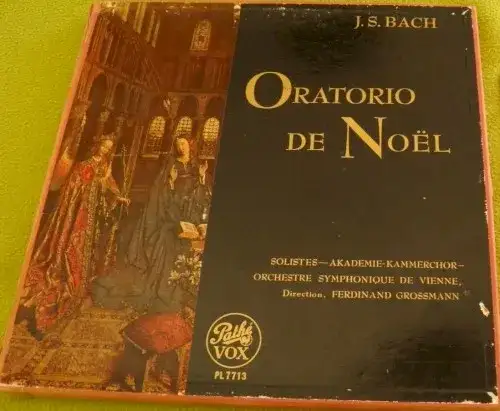 J. S. BACH
ORATORIO
DE NOËL
SOLISTES—AKADEMIE-KAMMERCHOR—
ORCHESTRE SYMPHONIQUE DE VIENNE,
Direction, FERDINAND GROSSMANN
Pathé
VOX
PL 7713